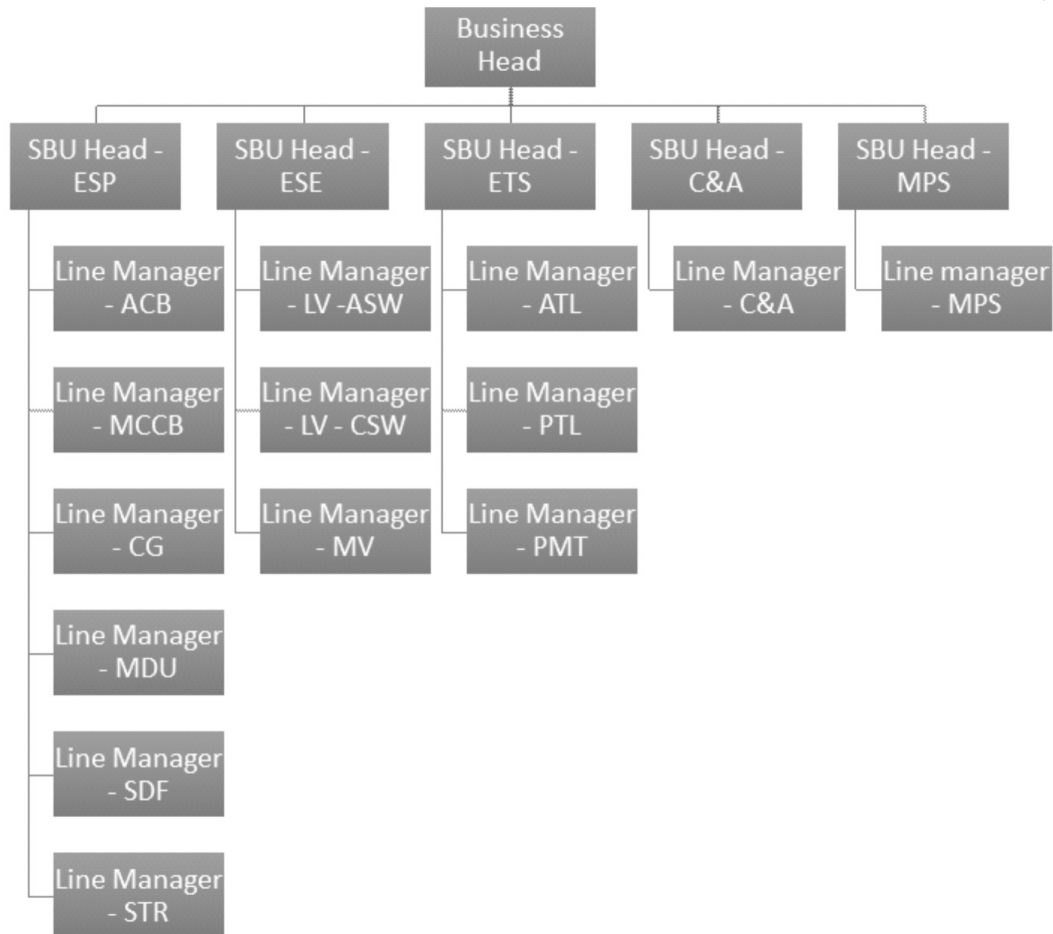 Business
Head
SBU Head -
ESP
SBU Head -
ESE
SBU Head -
ETS
SBU Head -
C&A
SBU Head -
MPS
Line Manager
- ACB
Line Manager
- MCCB
Line Manager
- CG
Line Manager
- MDU
Line Manager
- SDF
Line Manager
- STR
Line Manager
- LV -ASW
Line Manager
- LV - CSW
Line Manager
- MV
Line Manager
- ATL
Line Manager
- PTL
Line Manager
- PMT
Line Manager
- C&A
Line manager
- MPS